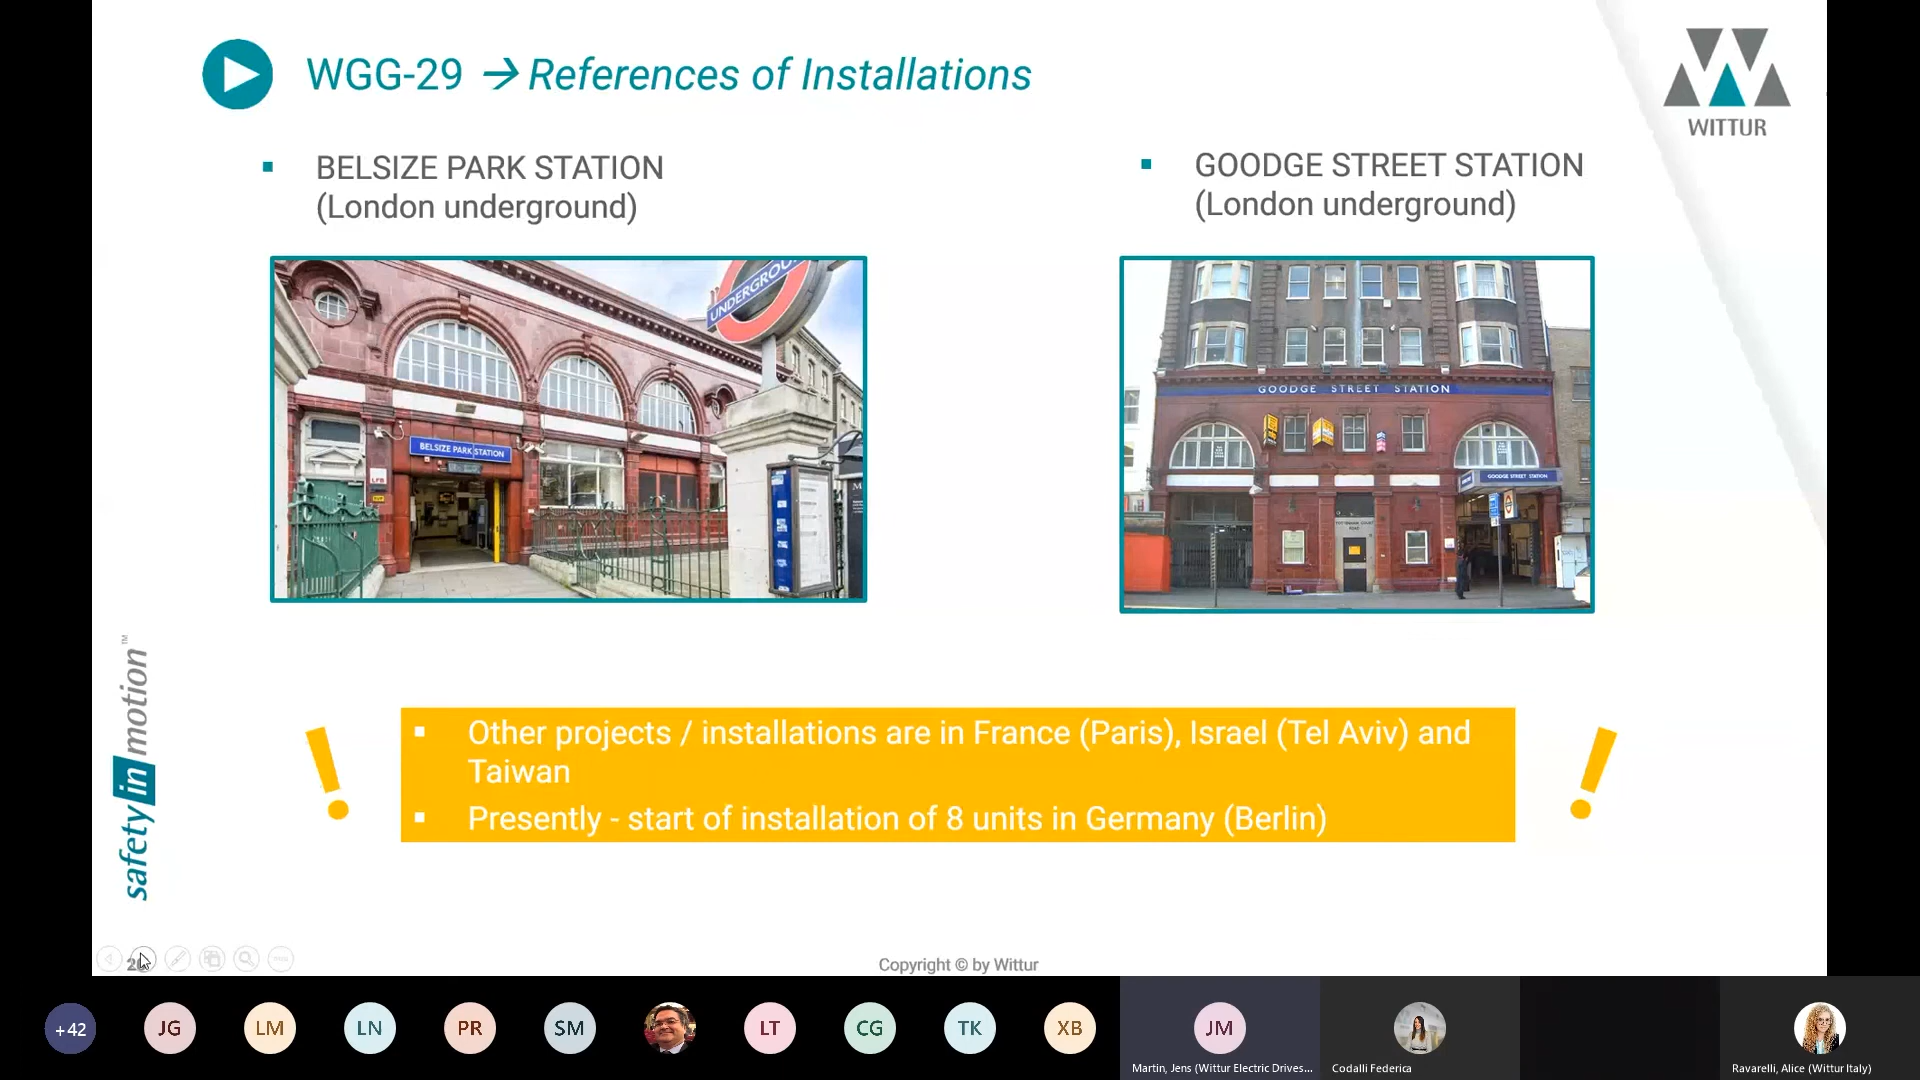 WGG-29 → References of Installations
WITTUR
▪ BELSIZE PARK STATION
(London underground)
▪ GOODGE STREET STATION
(London underground)
UNDERGROU
BELSIZE PARK STATION
GOODGE STREET STATION
GOODGE STREET STATION
safety in motion™
! !
▪ Other projects / installations are in France (Paris), Israel (Tel Aviv) and
Taiwan
▪ Presently - start of installation of 8 units in Germany (Berlin)
Copyright © by Wittur
+42 JG LM LN PR SM LT CG TK XB JM
Martin, Jens (Wittur Electric Drives... Codalli Federica Ravarelli, Alice (Wittur Italy)